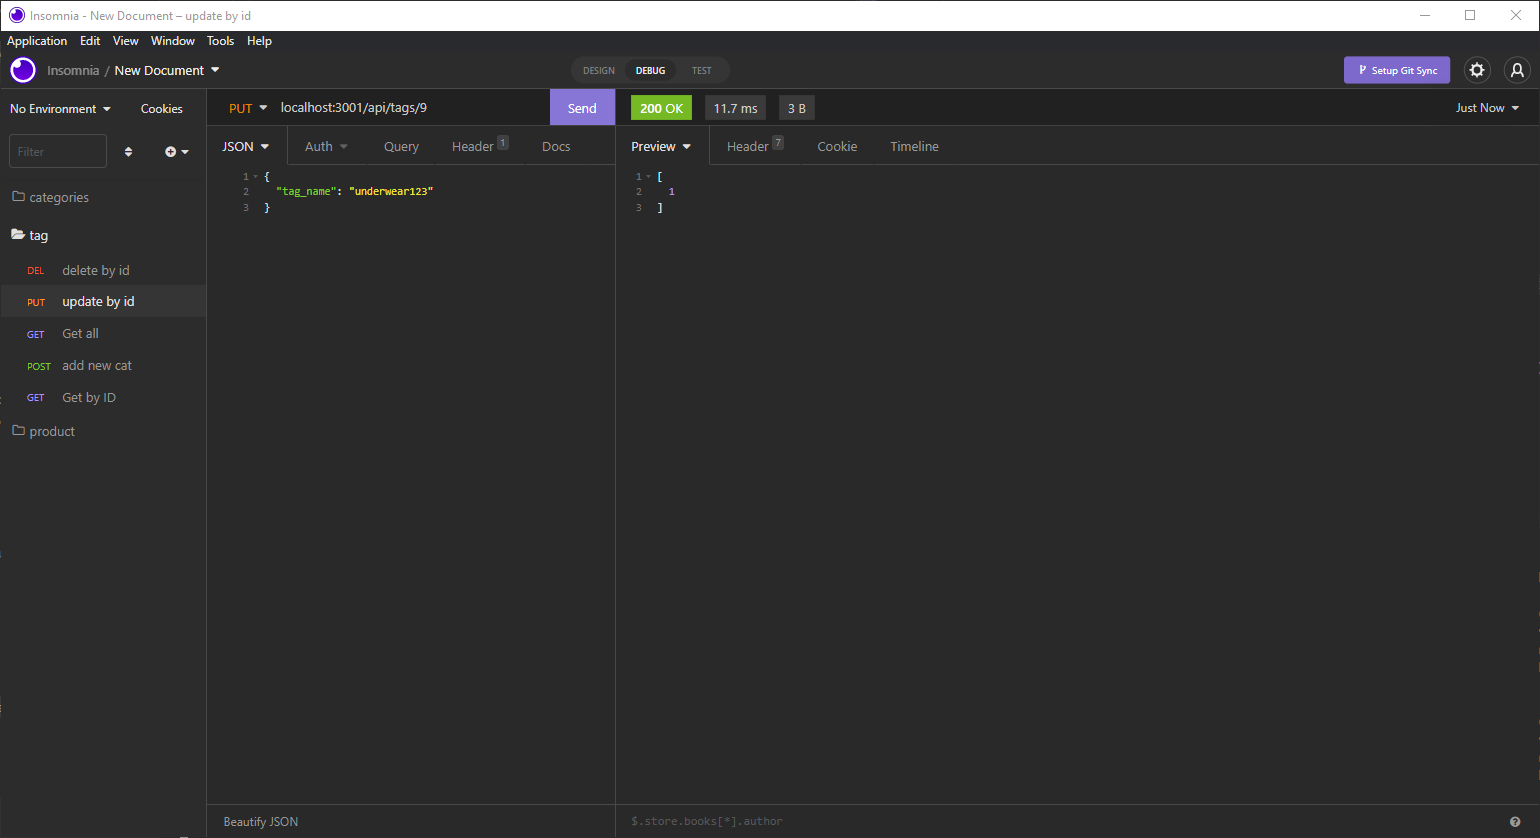 Insomnia - New Document – update by id
Application Edit View Window Tools Help
Insomnia / New Document
DESIGN DEBUG TEST
Setup Git Sync
No Environment
Cookies
Filter
categories
tag
DEL delete by id
PUT update by id
GET Get all
POST add new cat
GET Get by ID
product
PUT localhost:3001/api/tags/9 Send
JSON Auth Query Header 1 Docs
1 {
2 "tag_name": "underwear123"
3 }
Beautify JSON
200 OK 11.7 ms 3 B Just Now
Preview Header 7 Cookie Timeline
1 [
2 1
3 ]
$.store.books[*].author